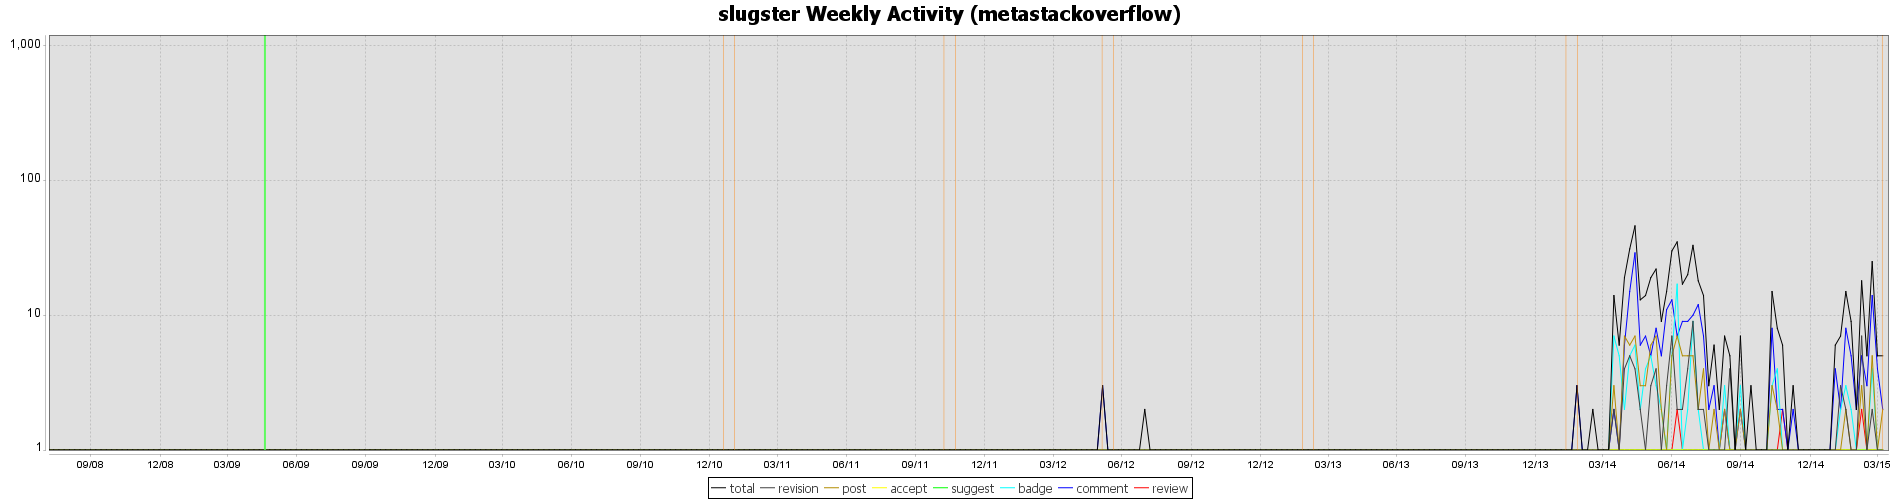 slugster Weekly Activity (metastackoverflow)
1,000
100
10
1
09/08 12/08 03/09 06/09 09/09 12/09 03/10 06/10 09/10 12/10 03/11 06/11 09/11 12/11 03/12 06/12 09/12 12/12 03/13 06/13 09/13 12/13 03/14 06/14 09/14 12/14 03/15
total revision post accept suggest badge comment review